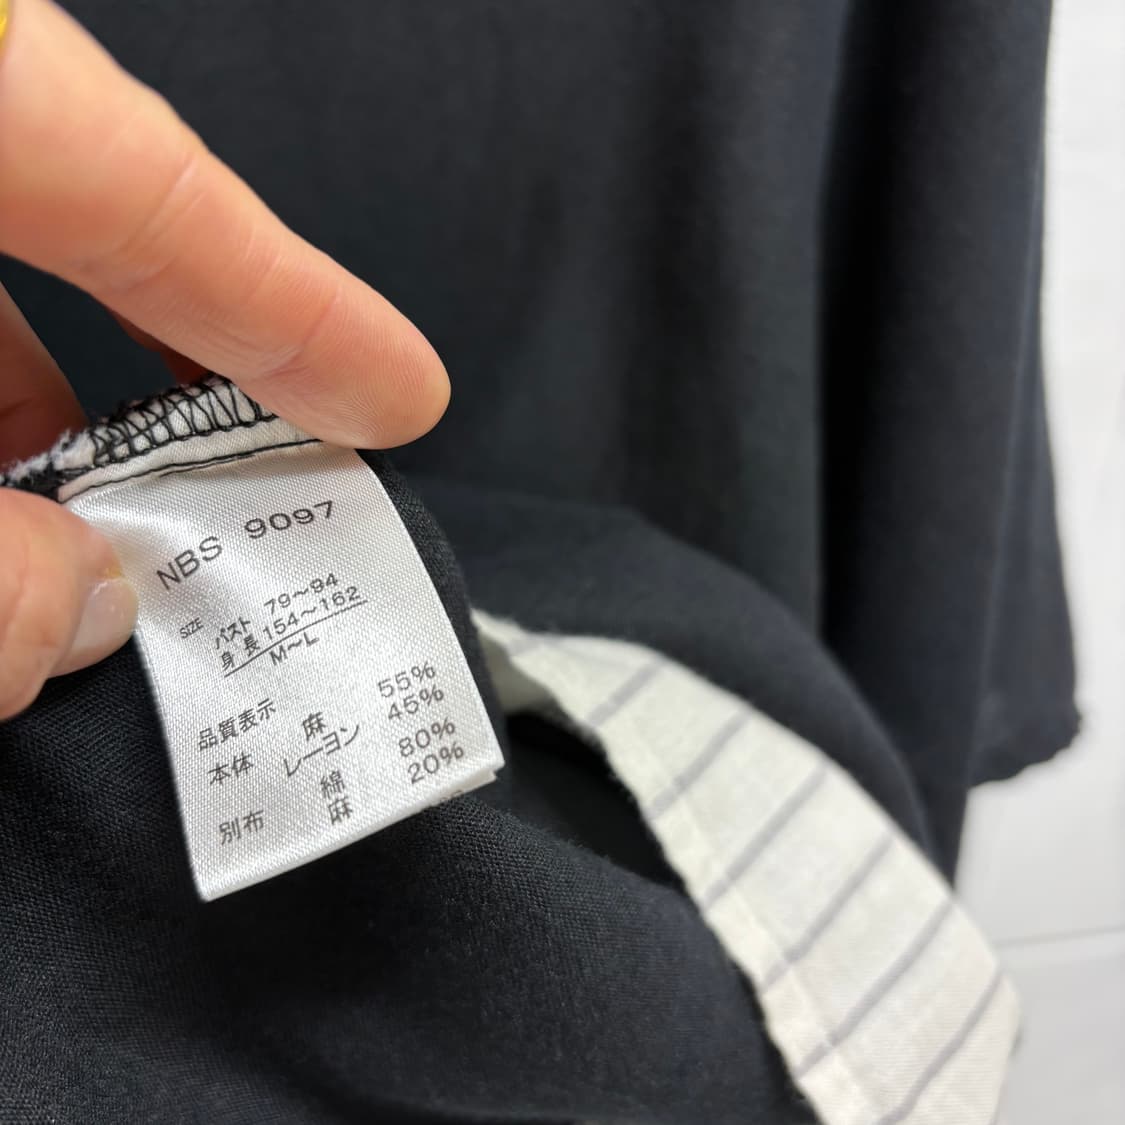 NBS 9097
SIZE
バスト 79~94
身長 154~162
M~L
品質表示
本体 麻 55%
レーヨン 45%
別布 綿 80%
麻 20%